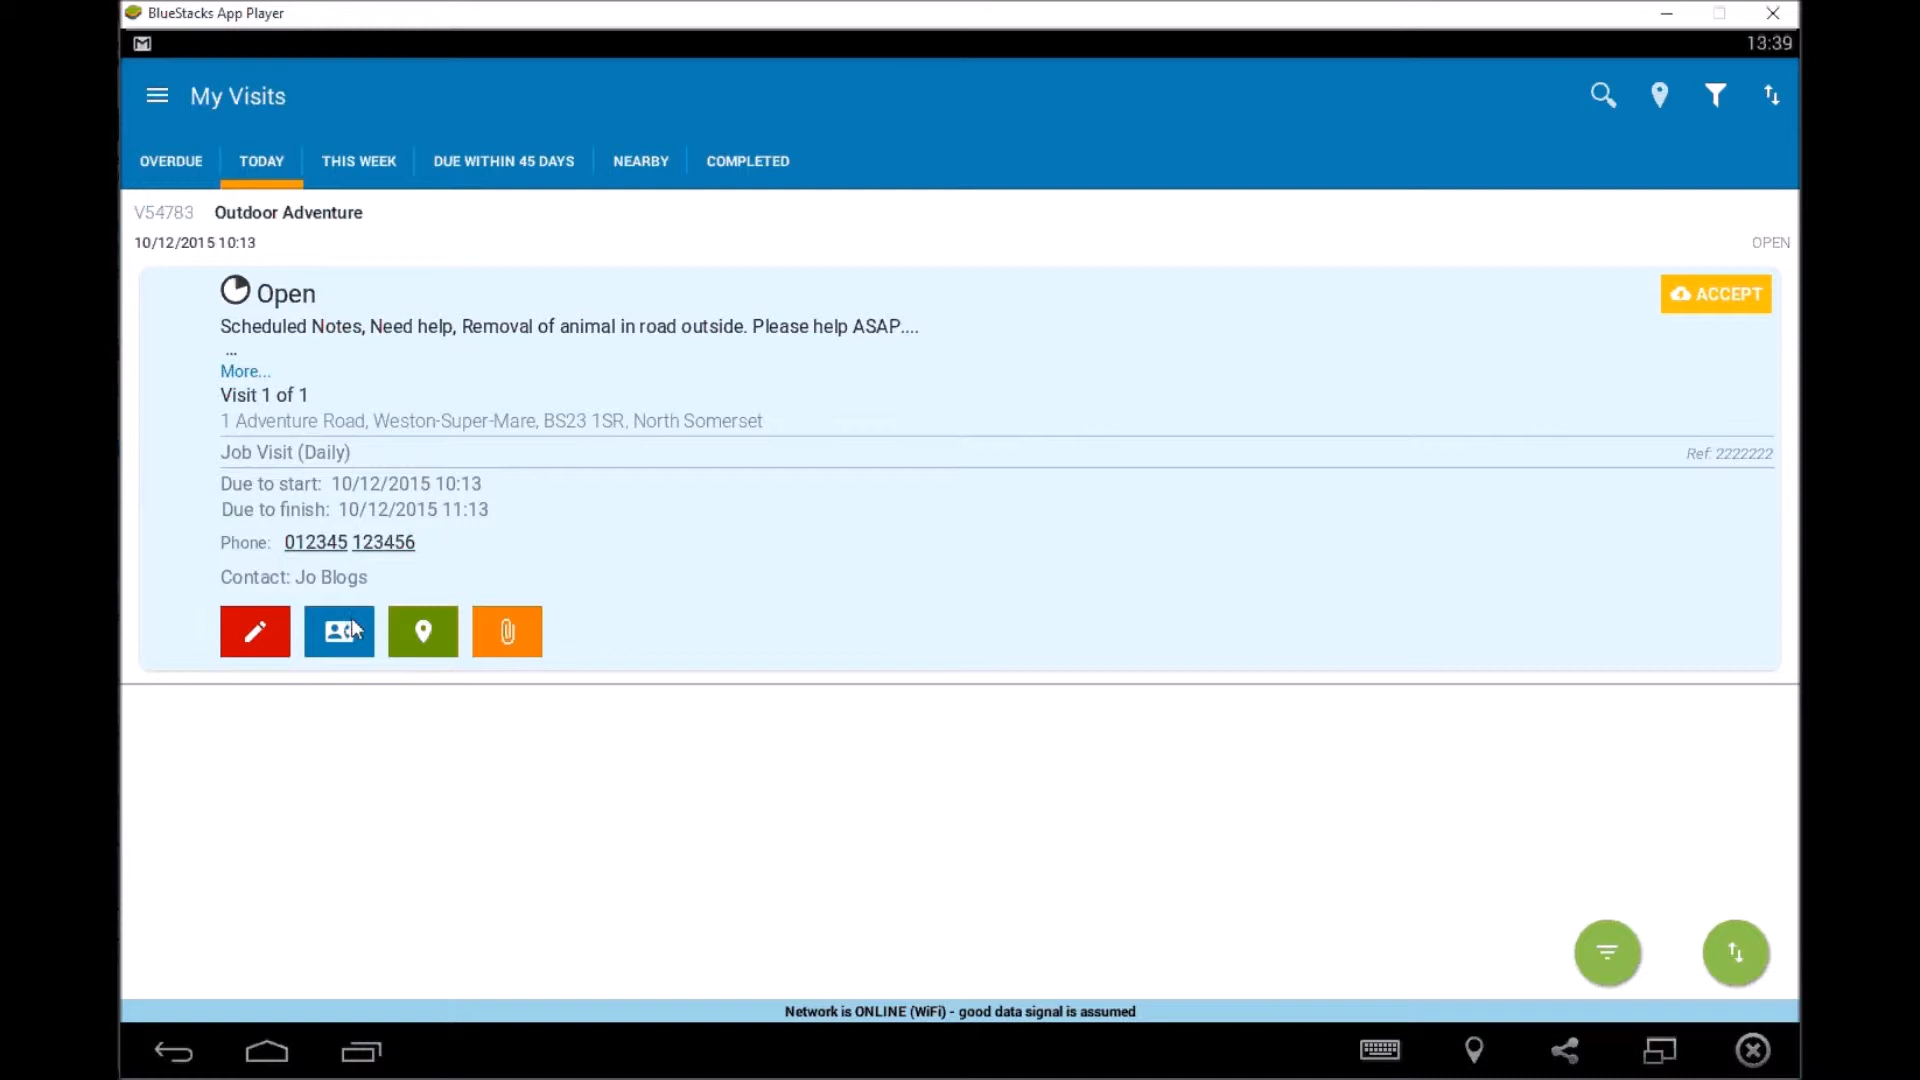 BlueStacks App Player
13:39
My Visits
OVERDUE TODAY THIS WEEK DUE WITHIN 45 DAYS NEARBY COMPLETED
V54783 Outdoor Adventure
10/12/2015 10:13 OPEN
Open ACCEPT
Scheduled Notes, Need help, Removal of animal in road outside. Please help ASAP....
...
More...
Visit 1 of 1
1 Adventure Road, Weston-Super-Mare, BS23 1SR, North Somerset
Job Visit (Daily) Ref: 2222222
Due to start: 10/12/2015 10:13
Due to finish: 10/12/2015 11:13
Phone: 012345 123456
Contact: Jo Blogs
Network is ONLINE (WiFi) - good data signal is assumed